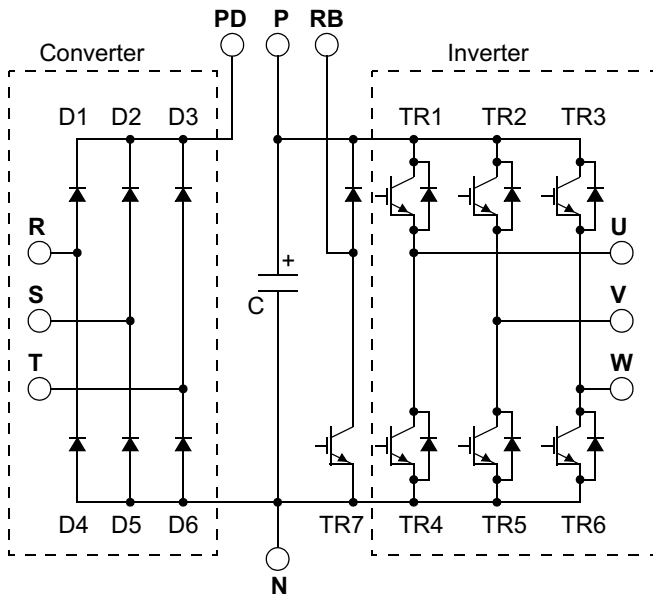 PD P RB
Converter Inverter
D1 D2 D3 TR1 TR2 TR3
R U
+
S V
C
T W
D4 D5 D6 TR7 TR4 TR5 TR6
N